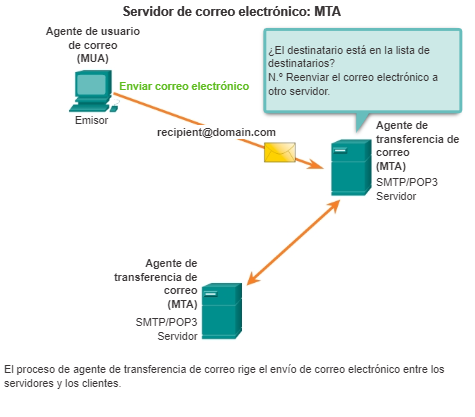 Servidor de correo electrónico: MTA
Agente de usuario
de correo
(MUA)
Enviar correo electrónico
Emisor
recipient@domain.com
¿El destinatario está en la lista de
destinatarios?
N.º Reenviar el correo electrónico a
otro servidor.
Agente de
transferencia de
correo
(MTA)
SMTP/POP3
Servidor
Agente de
transferencia de
correo
(MTA)
SMTP/POP3
Servidor
El proceso de agente de transferencia de correo rige el envío de correo electrónico entre los
servidores y los clientes.